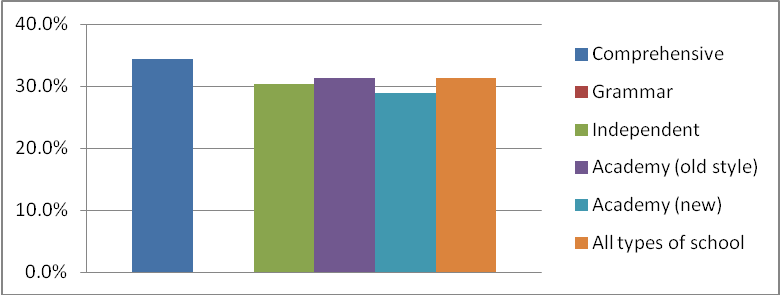 40.0%
30.0%
20.0%
10.0%
0.0%
Comprehensive
Grammar
Independent
Academy (old style)
Academy (new)
All types of school